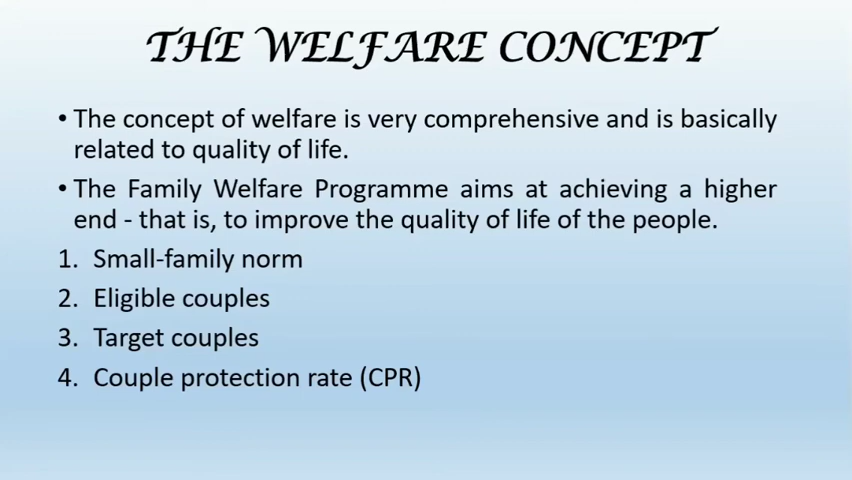 THE WELFARE CONCEPT
• The concept of welfare is very comprehensive and is basically
related to quality of life.
• The Family Welfare Programme aims at achieving a higher
end - that is, to improve the quality of life of the people.
1. Small-family norm
2. Eligible couples
3. Target couples
4. Couple protection rate (CPR)